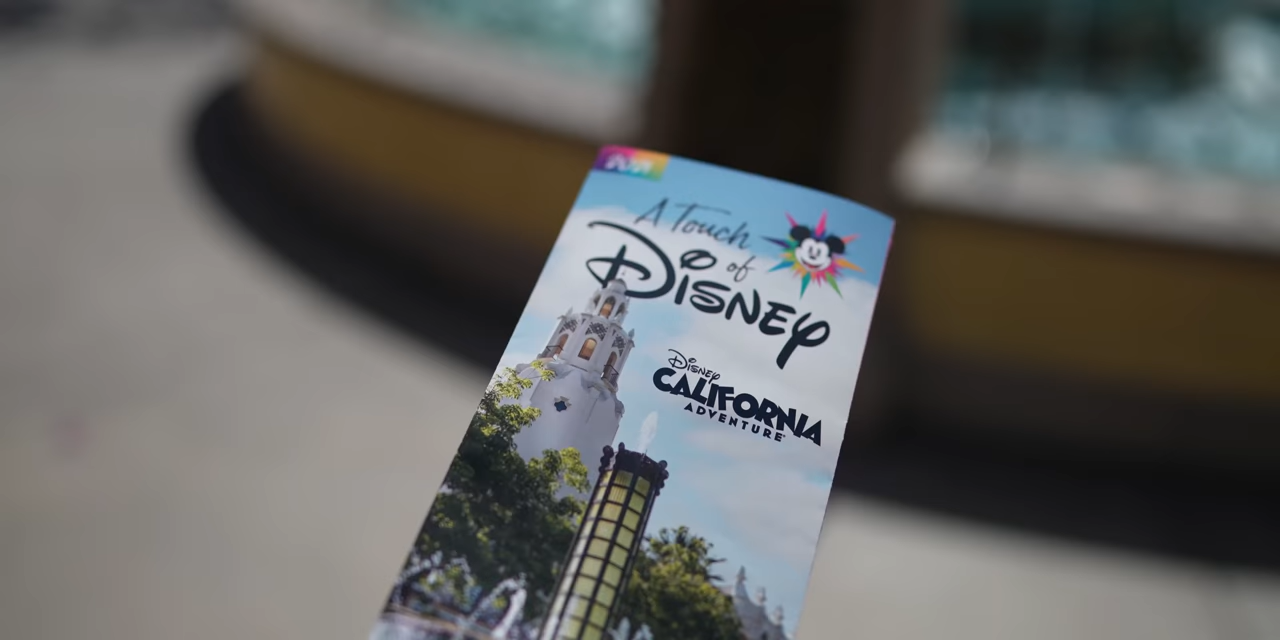 A Touch
of
Disney
Disney
CALIFORNIA
ADVENTURE